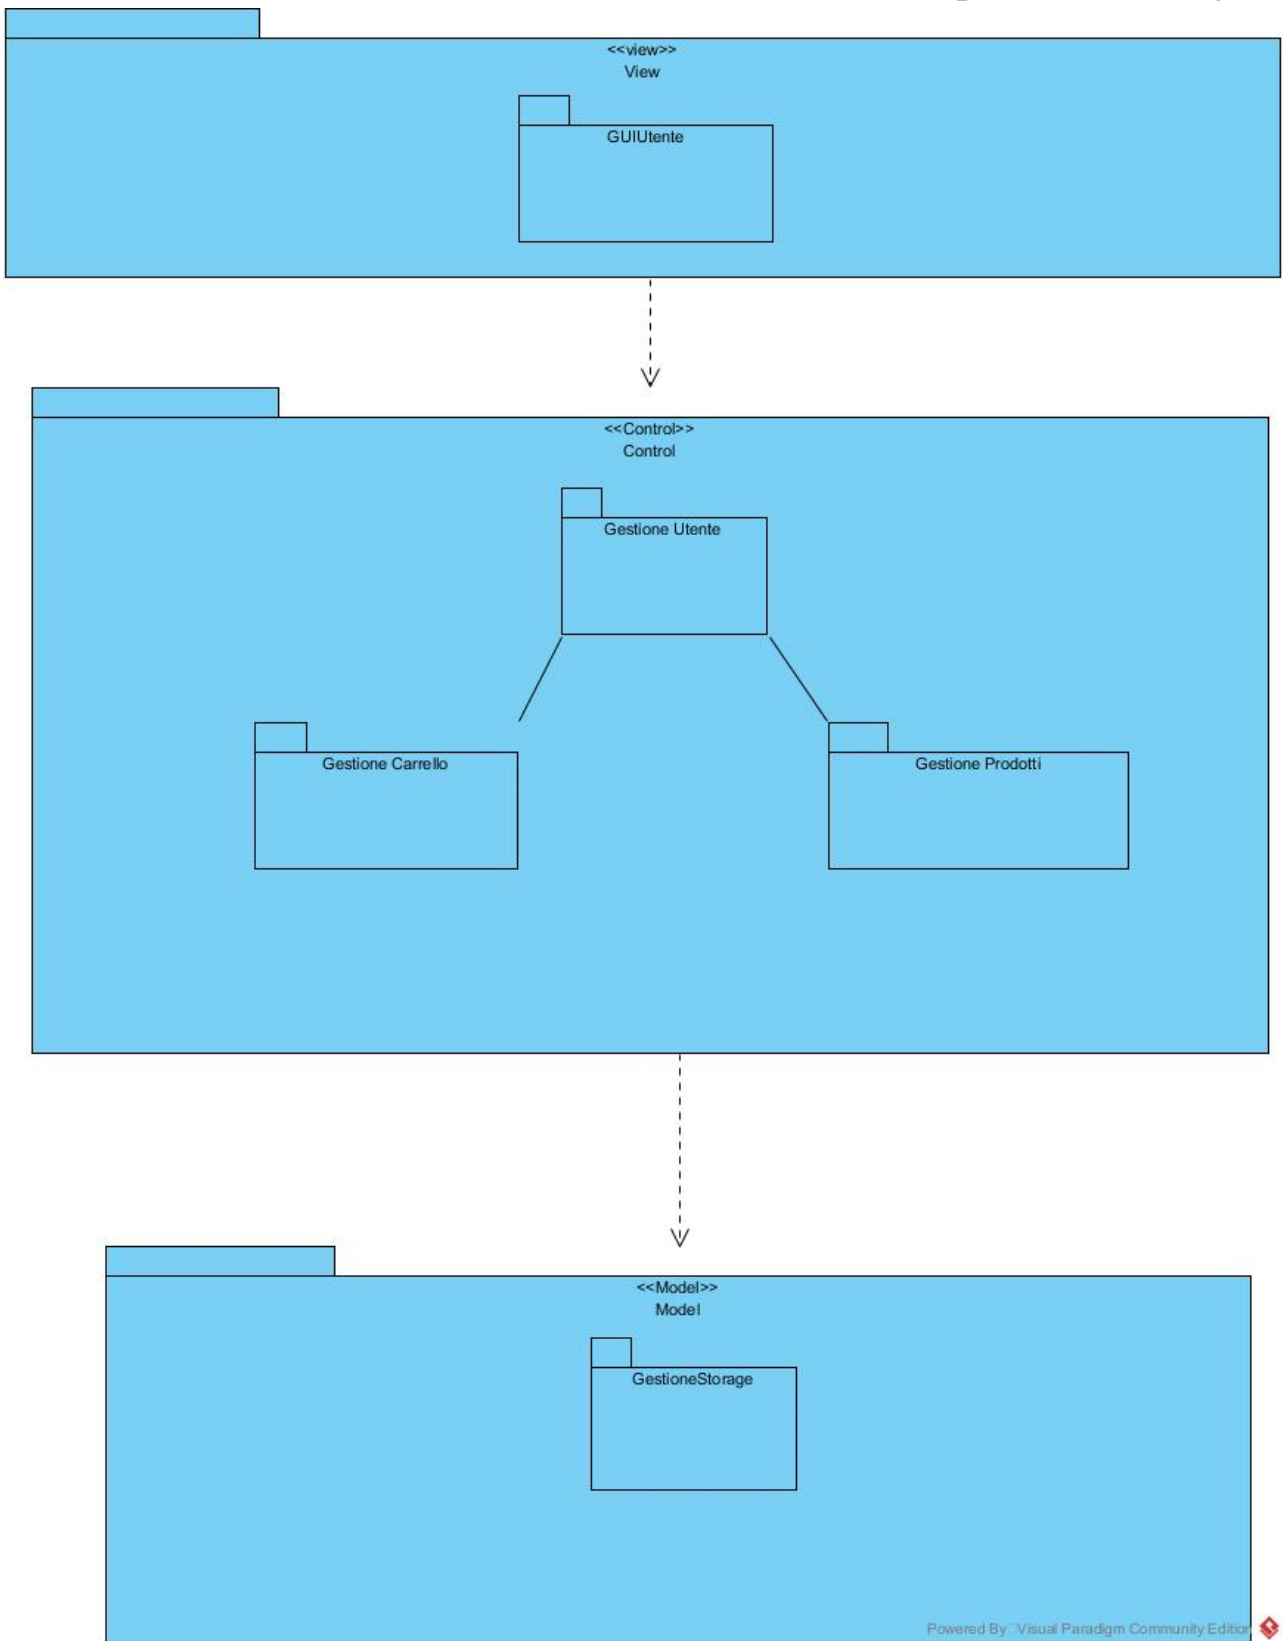 <<view>>
View
GUIUtente
<<Control>>
Control
Gestione Utente
Gestione Carrello
Gestione Prodotti
<<Model>>
Model
GestioneStorage
Powered By Visual Paradigm Community Edition